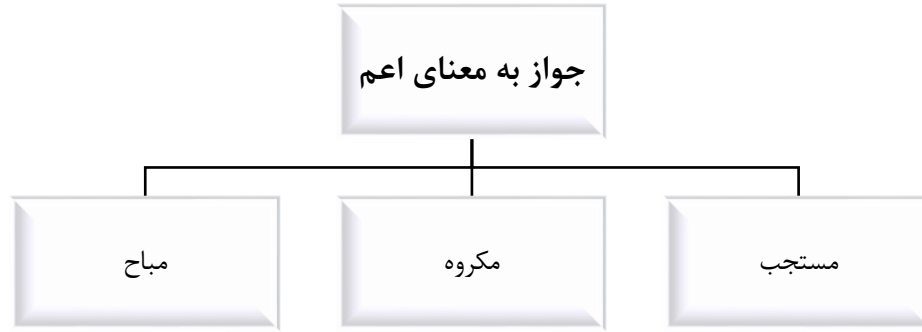 جواز به معنای اعم
مستجب
مکروه
مباح